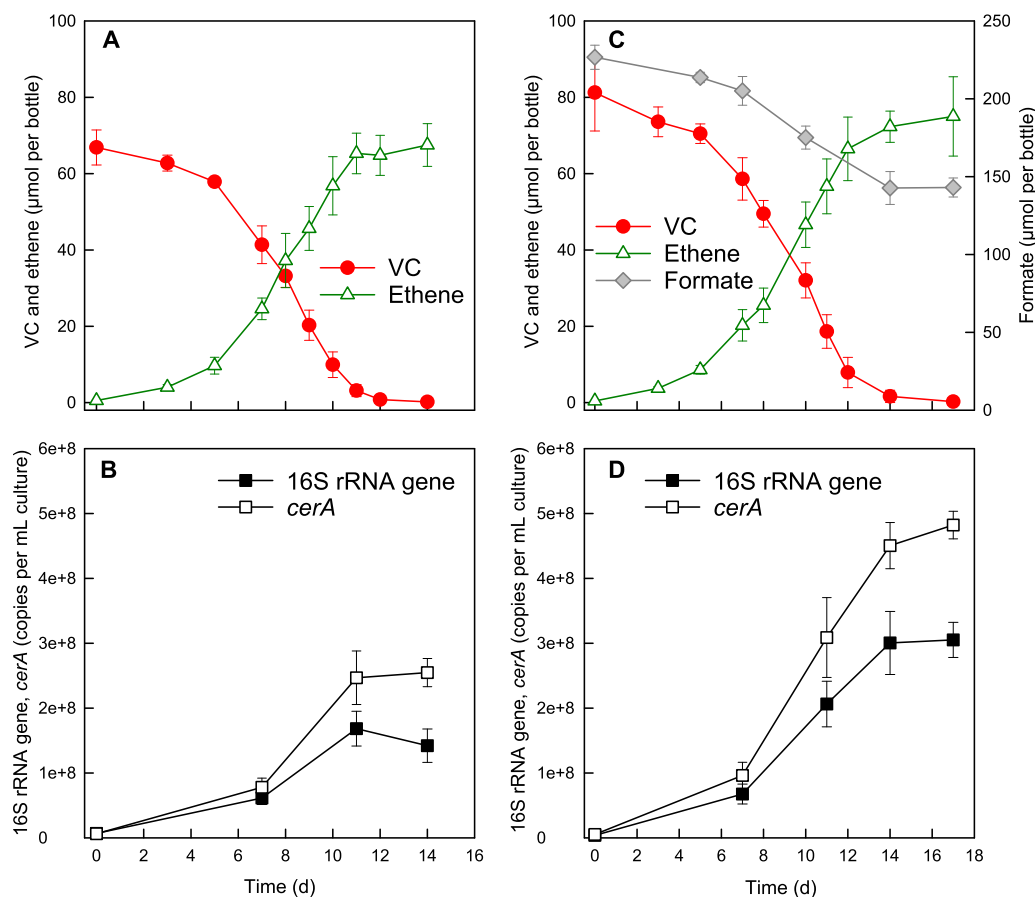 A
VC and ethene (µmol per bottle)
100
80
60
40
20
0
VC
Ethene
C
VC and ethene (µmol per bottle)
100
80
60
40
20
0
VC
Ethene
Formate
250
200
150
100
50
0
Formate (µmol per bottle)
B
16S rRNA gene, cerA (copies per mL culture)
6e+8
5e+8
4e+8
3e+8
2e+8
1e+8
0
16S rRNA gene
cerA
0 2 4 6 8 10 12 14 16
Time (d)
D
16S rRNA gene, cerA (copies per mL culture)
6e+8
5e+8
4e+8
3e+8
2e+8
1e+8
0
16S rRNA gene
cerA
0 2 4 6 8 10 12 14 16 18
Time (d)